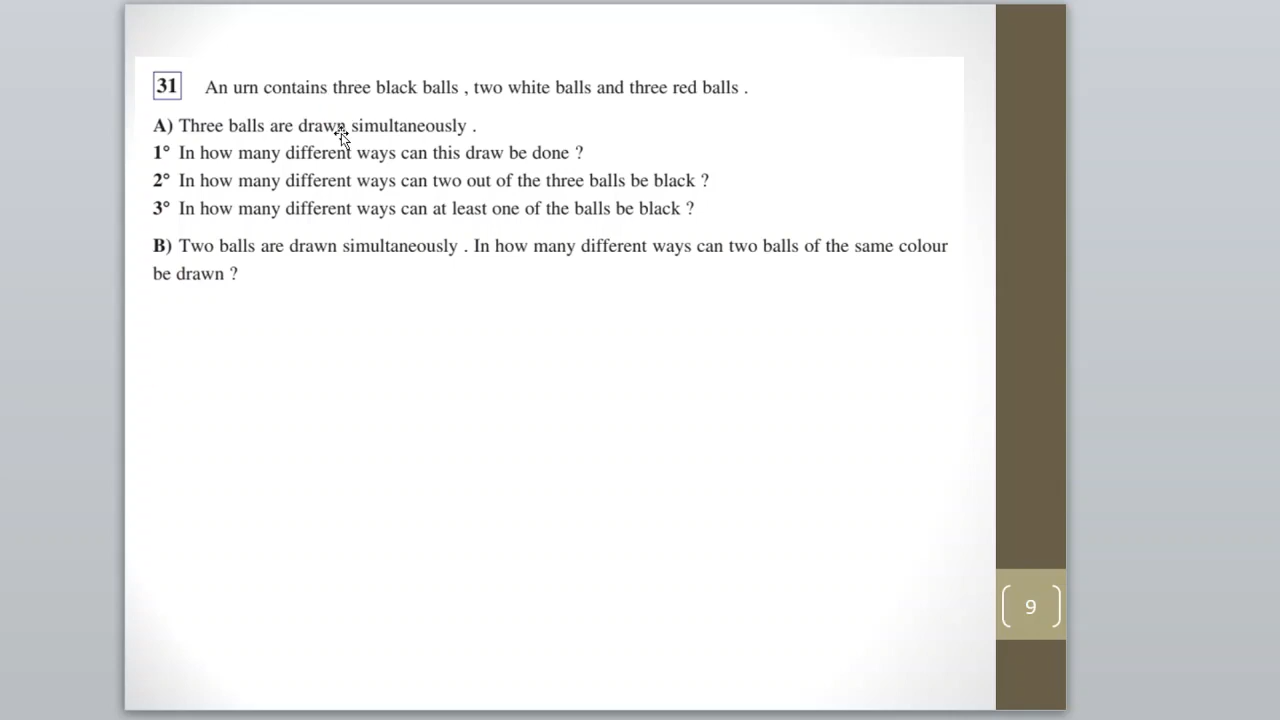 31 An urn contains three black balls , two white balls and three red balls .
A) Three balls are drawn simultaneously .
1° In how many different ways can this draw be done ?
2° In how many different ways can two out of the three balls be black ?
3° In how many different ways can at least one of the balls be black ?
B) Two balls are drawn simultaneously . In how many different ways can two balls of the same colour
be drawn ?
9